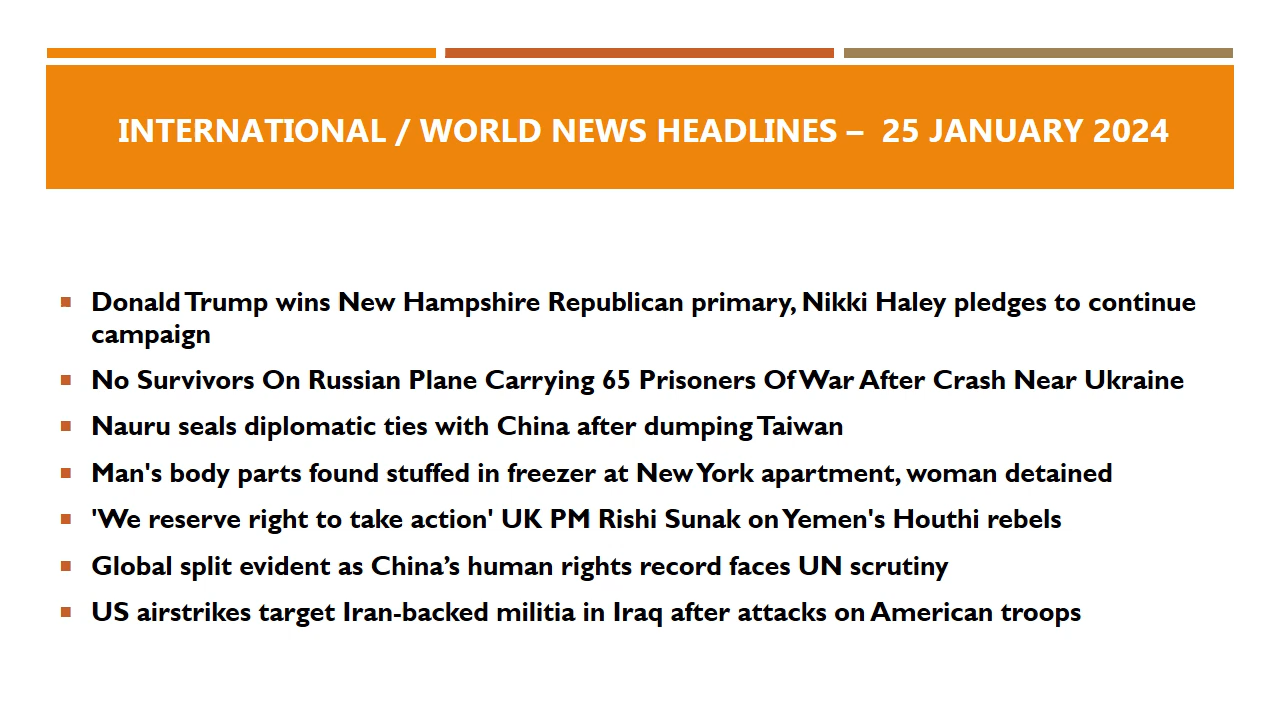 INTERNATIONAL / WORLD NEWS HEADLINES – 25 JANUARY 2024
Donald Trump wins New Hampshire Republican primary, Nikki Haley pledges to continue
campaign
No Survivors On Russian Plane Carrying 65 Prisoners Of War After Crash Near Ukraine
Nauru seals diplomatic ties with China after dumping Taiwan
Man's body parts found stuffed in freezer at New York apartment, woman detained
'We reserve right to take action' UK PM Rishi Sunak on Yemen's Houthi rebels
Global split evident as China’s human rights record faces UN scrutiny
US airstrikes target Iran-backed militia in Iraq after attacks on American troops